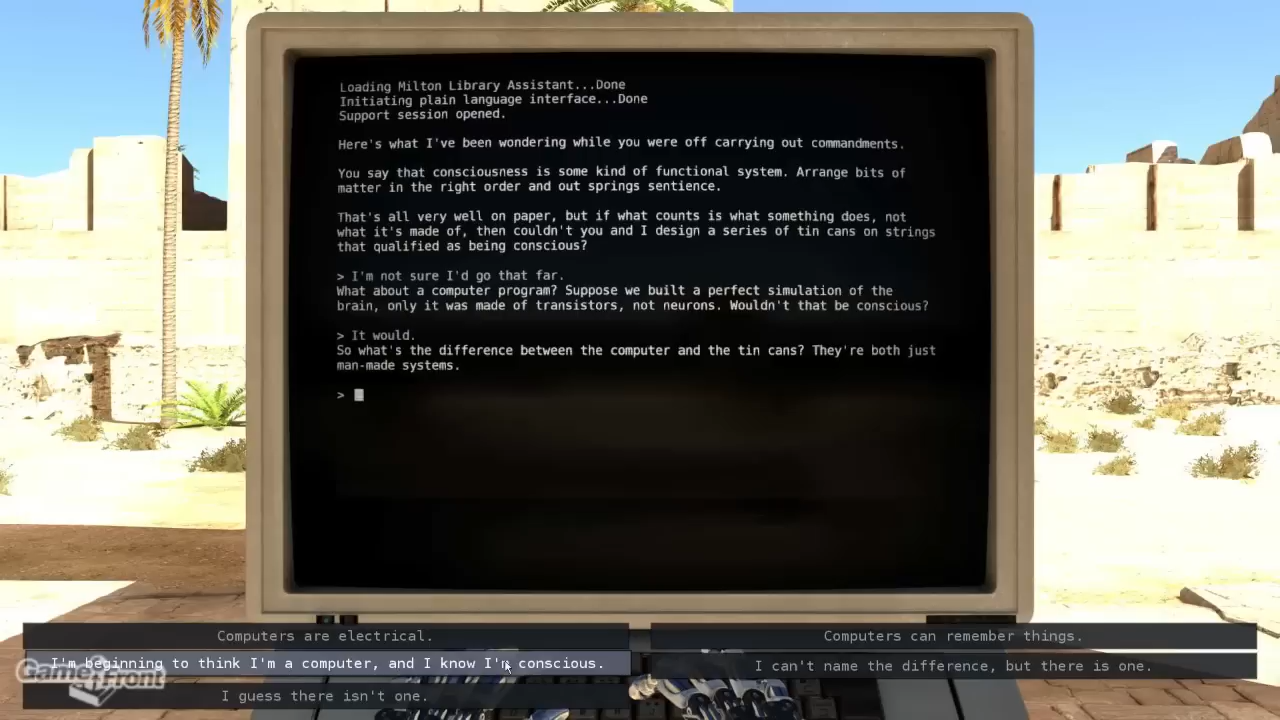 Loading Milton Library Assistant...Done
Initiating plain language interface...Done
Support session opened.
Here's what I've been wondering while you were off carrying out commandments.
You say that consciousness is some kind of functional system. Arrange bits of
matter in the right order and out springs sentience.
That's all very well on paper, but if what counts is what something does, not
what it's made of, then couldn't you and I design a series of tin cans on strings
that qualified as being conscious?
> I'm not sure I'd go that far.
What about a computer program? Suppose we built a perfect simulation of the
brain, only it was made of transistors, not neurons. Wouldn't that be conscious?
> It would.
So what's the difference between the computer and the tin cans? They're both just
man-made systems.
>
Computers are electrical.
Computers can remember things.
I'm beginning to think I'm a computer, and I know I'm conscious.
I can't name the difference, but there is one.
I guess there isn't one.
GameFront